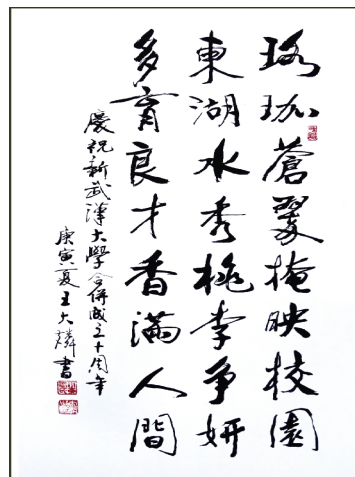 珞珈蒼翠掩映校園
東湖水秀桃李争妍
多育良才香滿人間
慶祝新武漢大學合併成立十周年
庚寅夏王大麟書